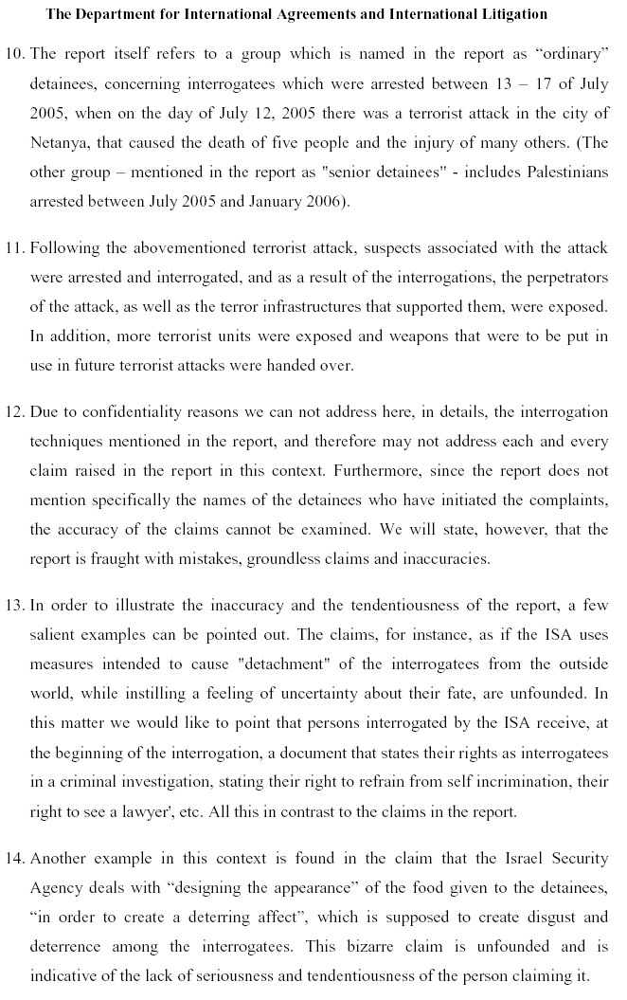 The Department for International Agreements and International Litigation
10. The report itself refers to a group which is named in the report as “ordinary”
detainees, concerning interrogatees which were arrested between 13 – 17 of July
2005, when on the day of July 12, 2005 there was a terrorist attack in the city of
Netanya, that caused the death of five people and the injury of many others. (The
other group – mentioned in the report as "senior detainees" - includes Palestinians
arrested between July 2005 and January 2006).
11. Following the abovementioned terrorist attack, suspects associated with the attack
were arrested and interrogated, and as a result of the interrogations, the perpetrators
of the attack, as well as the terror infrastructures that supported them, were exposed.
In addition, more terrorist units were exposed and weapons that were to be put in
use in future terrorist attacks were handed over.
12. Due to confidentiality reasons we can not address here, in details, the interrogation
techniques mentioned in the report, and therefore may not address each and every
claim raised in the report in this context. Furthermore, since the report does not
mention specifically the names of the detainees who have initiated the complaints,
the accuracy of the claims cannot be examined. We will state, however, that the
report is fraught with mistakes, groundless claims and inaccuracies.
13. In order to illustrate the inaccuracy and the tendentiousness of the report, a few
salient examples can be pointed out. The claims, for instance, as if the ISA uses
measures intended to cause "detachment" of the interrogatees from the outside
world, while instilling a feeling of uncertainty about their fate, are unfounded. In
this matter we would like to point that persons interrogated by the ISA receive, at
the beginning of the interrogation, a document that states their rights as interrogatees
in a criminal investigation, stating their right to refrain from self incrimination, their
right to see a lawyer', etc. All this in contrast to the claims in the report.
14. Another example in this context is found in the claim that the Israel Security
Agency deals with “designing the appearance” of the food given to the detainees,
“in order to create a deterring affect”, which is supposed to create disgust and
deterrence among the interrogatees. This bizarre claim is unfounded and is
indicative of the lack of seriousness and tendentiousness of the person claiming it.